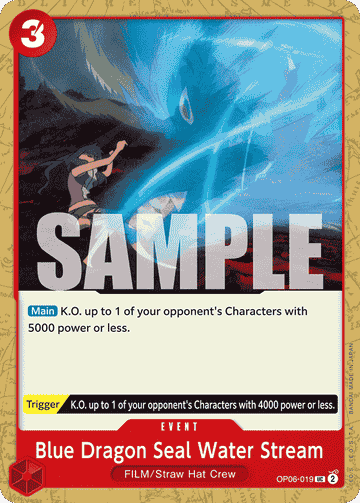 3
SAMPLE
Main K.O. up to 1 of your opponent's Characters with
5000 power or less.
Trigger K.O. up to 1 of your opponent's Characters with 4000 power or less.
EVENT
Blue Dragon Seal Water Stream
FILM/Straw Hat Crew
OP06-019 UC 2